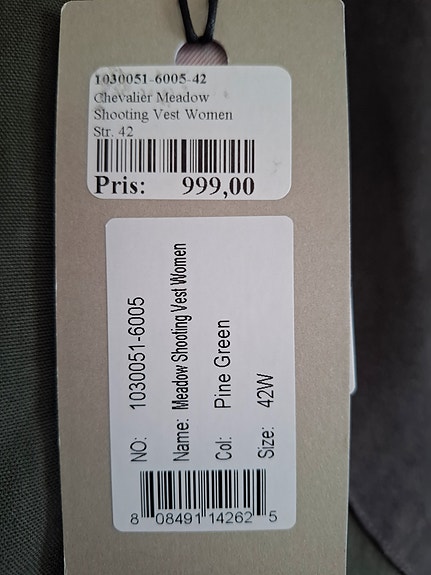 1030051-6005-42
Chevalier Meadow
Shooting Vest Women
Str. 42
Pris: 999,00
NO: 1030051-6005
Name: Meadow Shooting Vest Women
Col: Pine Green
Size: 42W
8 08491 14262 5